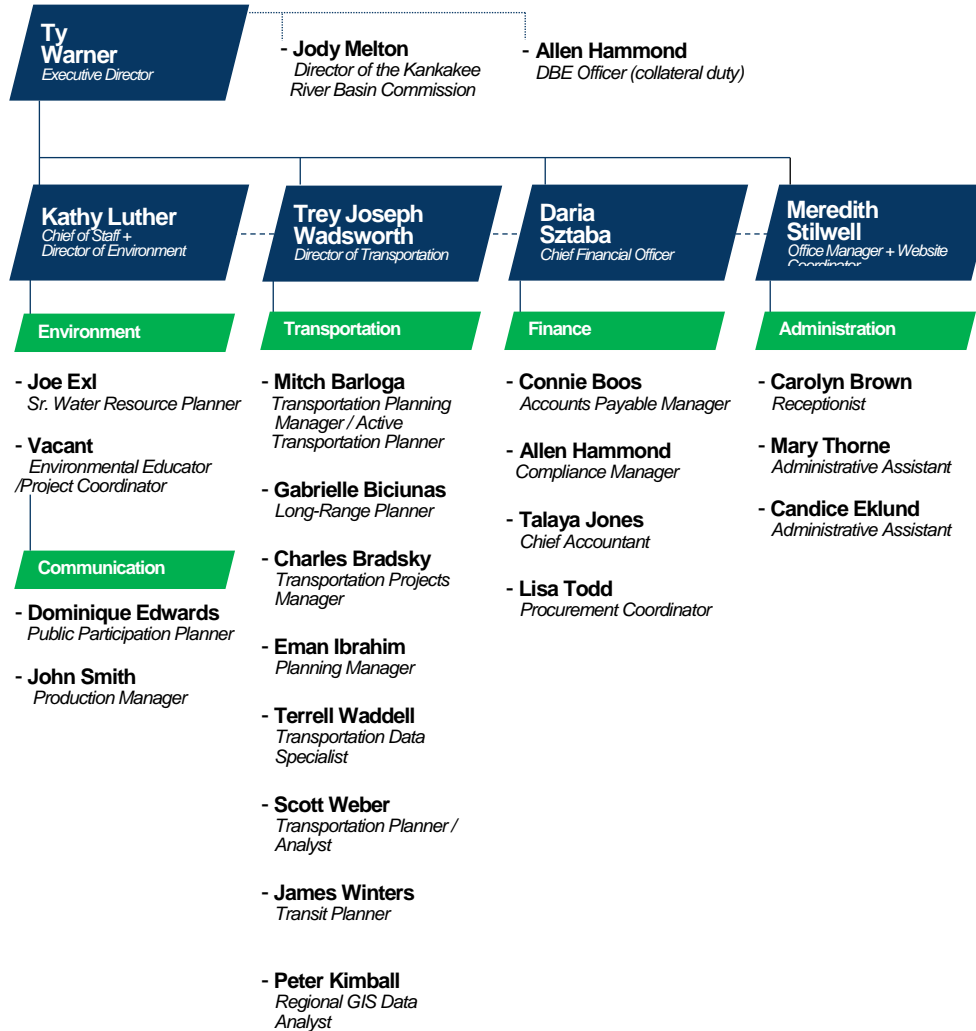 Ty
Warner
Executive Director
- Jody Melton
Director of the Kankakee
River Basin Commission
- Allen Hammond
DBE Officer (collateral duty)
Kathy Luther
Chief of Staff +
Director of Environment
Trey Joseph
Wadsworth
Director of Transportation
Daria
Sztaba
Chief Financial Officer
Meredith
Stilwell
Office Manager + Website
Coordinator
Environment
- Joe Exl
Sr. Water Resource Planner
- Vacant
Environmental Educator
/Project Coordinator
Communication
- Dominique Edwards
Public Participation Planner
- John Smith
Production Manager
Transportation
- Mitch Barloga
Transportation Planning
Manager / Active
Transportation Planner
- Gabrielle Biciunas
Long-Range Planner
- Charles Bradsky
Transportation Projects
Manager
- Eman Ibrahim
Planning Manager
- Terrell Waddell
Transportation Data
Specialist
- Scott Weber
Transportation Planner /
Analyst
- James Winters
Transit Planner
- Peter Kimball
Regional GIS Data
Analyst
Finance
- Connie Boos
Accounts Payable Manager
- Allen Hammond
Compliance Manager
- Talaya Jones
Chief Accountant
- Lisa Todd
Procurement Coordinator
Administration
- Carolyn Brown
Receptionist
- Mary Thorne
Administrative Assistant
- Candice Eklund
Administrative Assistant